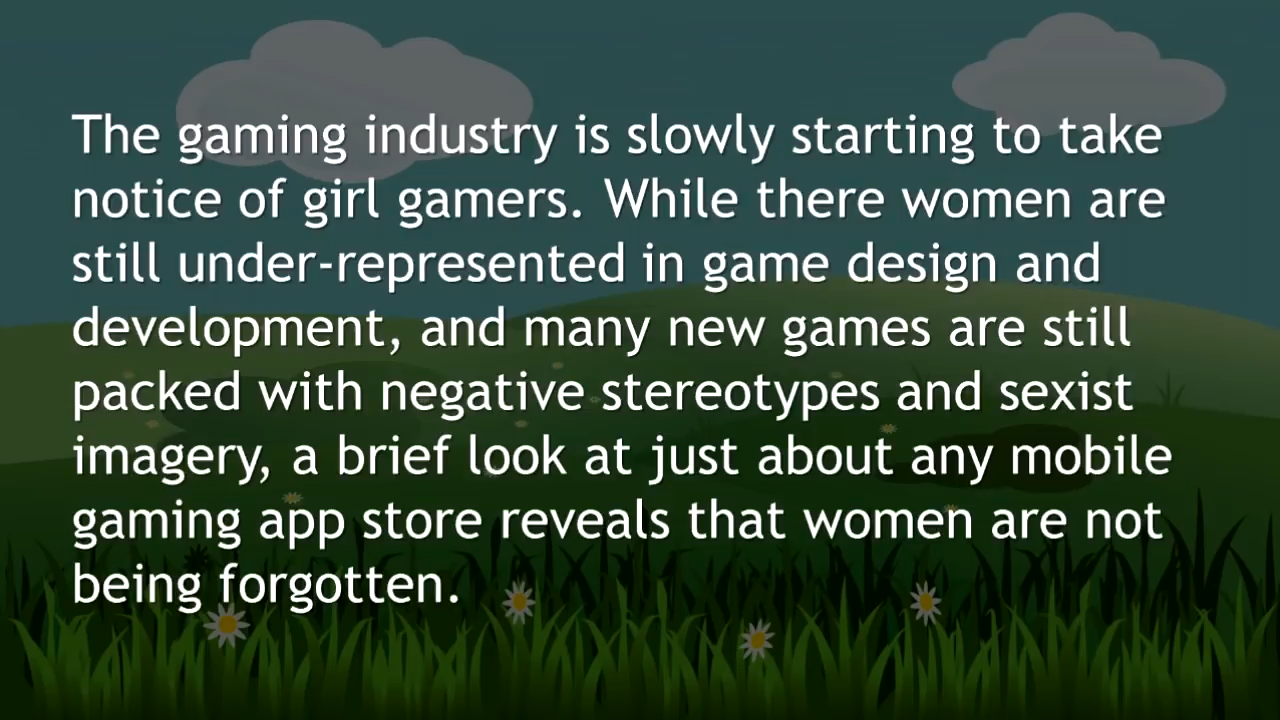 The gaming industry is slowly starting to take
notice of girl gamers. While there women are
still under-represented in game design and
development, and many new games are still
packed with negative stereotypes and sexist
imagery, a brief look at just about any mobile
gaming app store reveals that women are not
being forgotten.